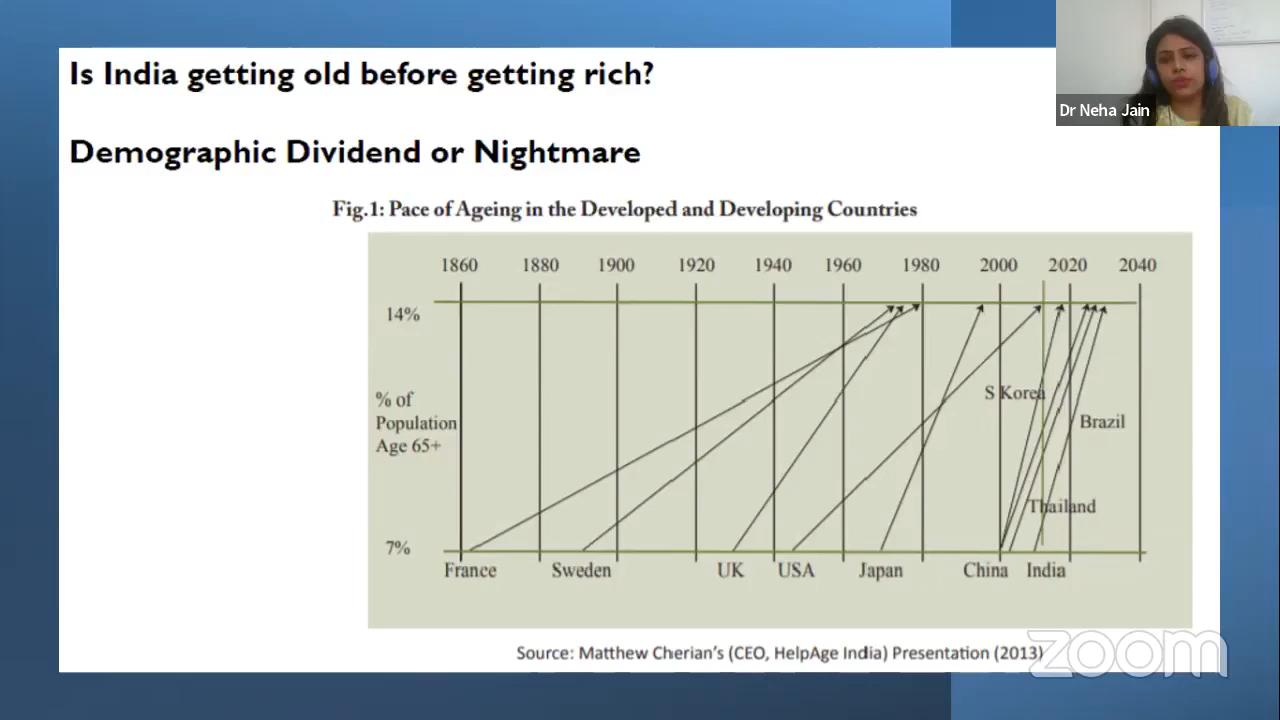 Is India getting old before getting rich?
Dr Neha Jain
Demographic Dividend or Nightmare
Fig.1: Pace of Ageing in the Developed and Developing Countries
1860 1880 1900 1920 1940 1960 1980 2000 2020 2040
14%
% of
Population
Age 65+
S Korea
Brazil
Thailand
7%
France Sweden UK USA Japan China India
Source: Matthew Cherian's (CEO, HelpAge India) Presentation (2013)
zoom